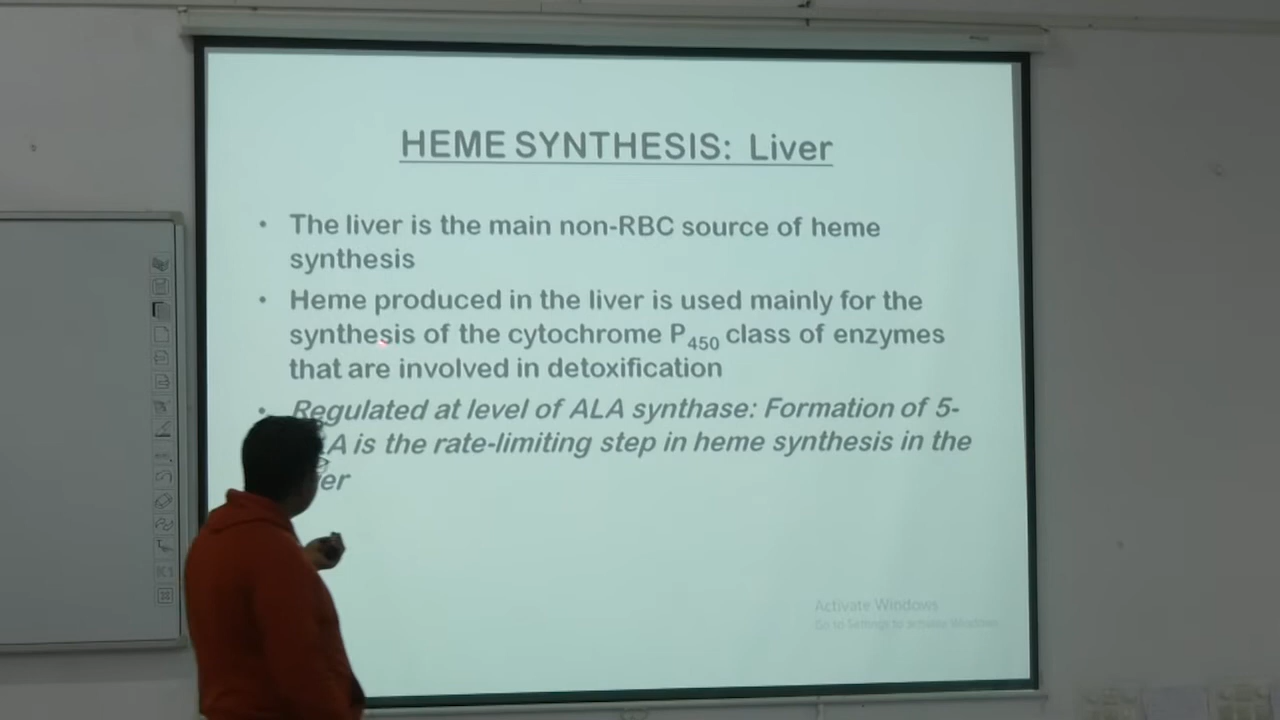 HEME SYNTHESIS: Liver
• The liver is the main non-RBC source of heme
synthesis
• Heme produced in the liver is used mainly for the
synthesis of the cytochrome P450 class of enzymes
that are involved in detoxification
• Regulated at level of ALA synthase: Formation of 5-
is the rate-limiting step in heme synthesis in the
Activate Windows
Go to Settings to activate Windows.